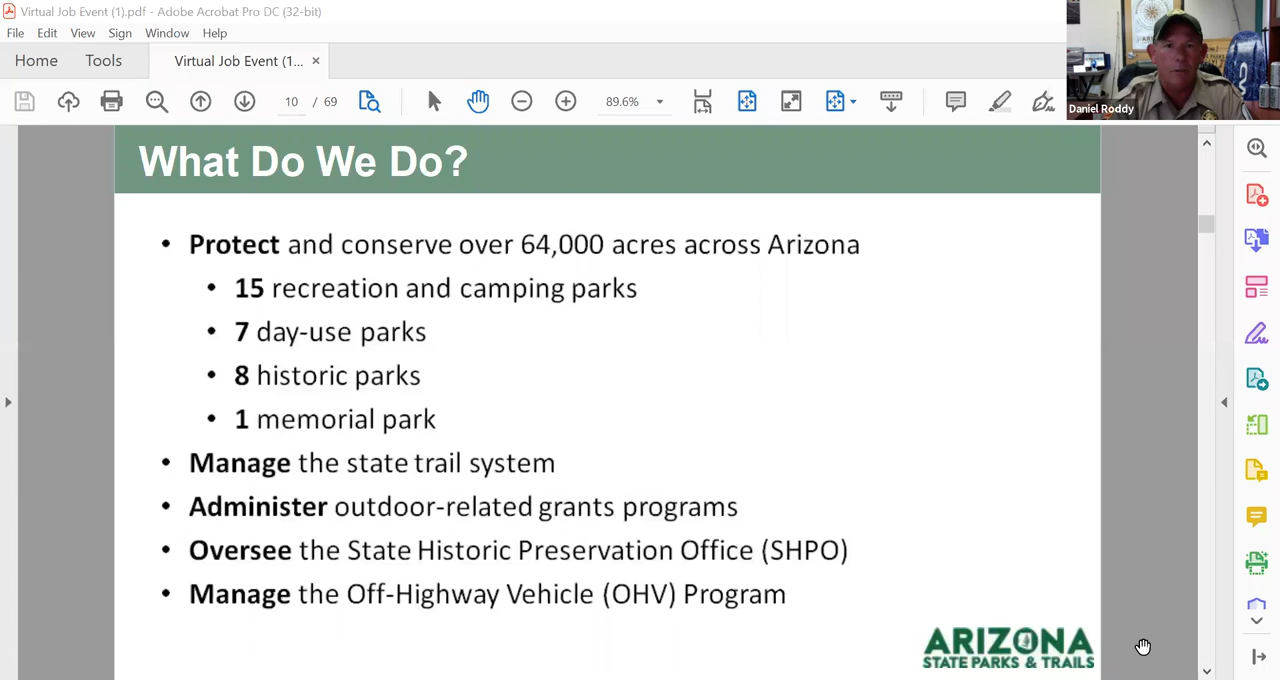 Virtual Job Event (1).pdf - Adobe Acrobat Pro DC (32-bit)
File Edit View Sign Window Help
Home Tools Virtual Job Event (1... ×
10 / 69 89.6%
Daniel Roddy
What Do We Do?
• Protect and conserve over 64,000 acres across Arizona
• 15 recreation and camping parks
• 7 day-use parks
• 8 historic parks
• 1 memorial park
• Manage the state trail system
• Administer outdoor-related grants programs
• Oversee the State Historic Preservation Office (SHPO)
• Manage the Off-Highway Vehicle (OHV) Program
ARIZONA
STATE PARKS & TRAILS